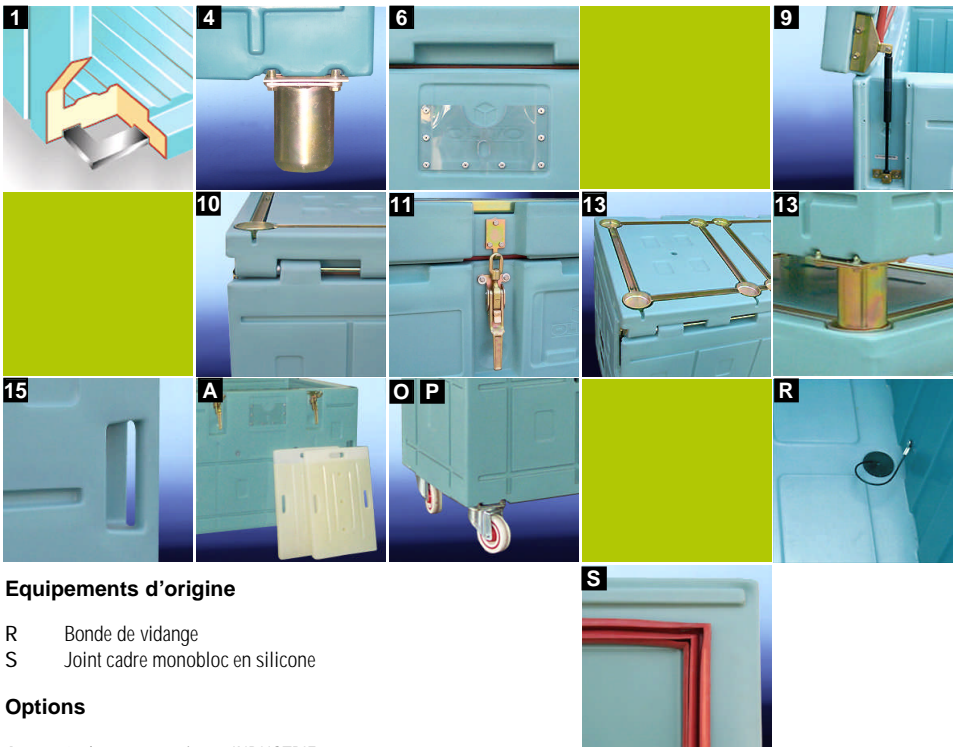 1
4
6
9
10
11
13
13
15
A
O P
R
S
Equipements d'origine
R Bonde de vidange
S Joint cadre monobloc en silicone
Options